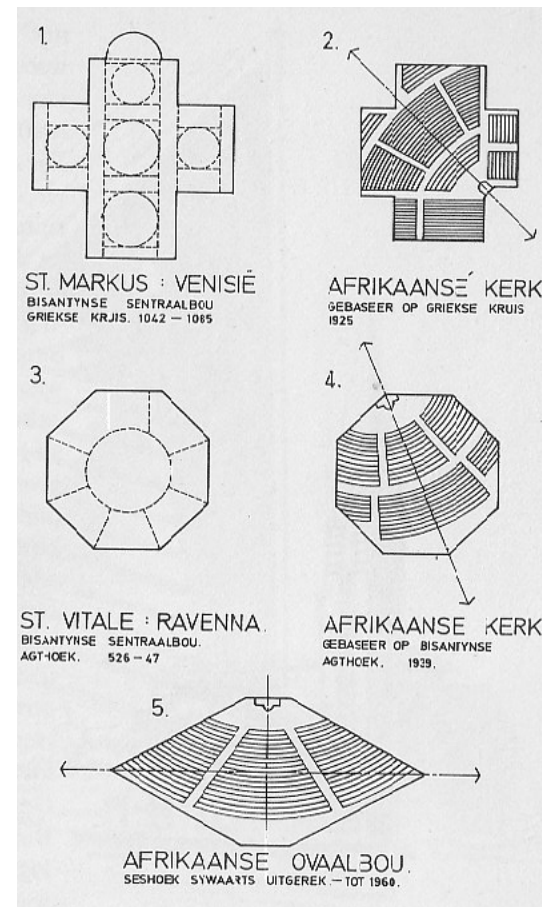 1.
ST. MARKUS : VENISIË
BISANTYNSE SENTRAALBOU
GRIEKSE KRJIS. 1042 — 1085
2.
AFRIKAANSE KERK
GEBASEER OP GRIEKSE KRUIS
1925
3.
ST. VITALE : RAVENNA.
BISANTYNSE SENTRAALBOU.
AGTHOEK. 526 – 47
4.
AFRIKAANSE KERK
GEBASEER OP BISANTYNSE
AGTHOEK. 1939.
5.
AFRIKAANSE OVAALBOU.
SESHOEK SYWAARTS UITGEREK. — TOT 1960.